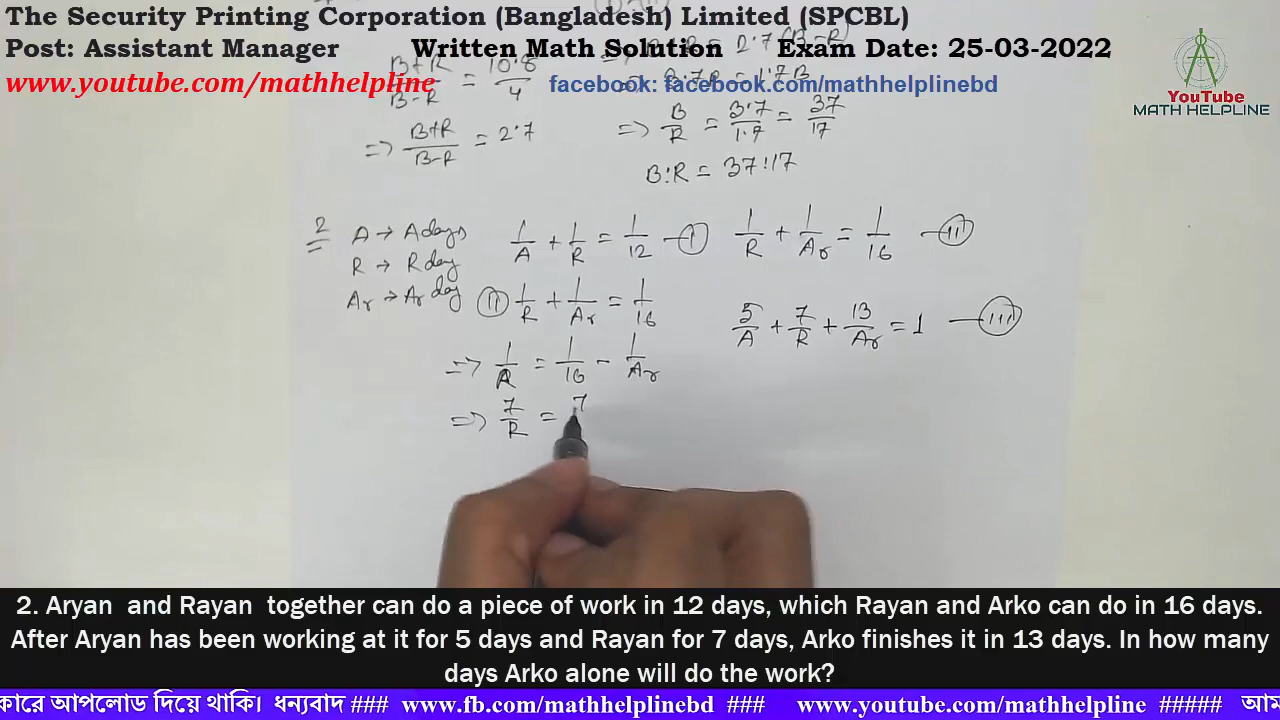 The Security Printing Corporation (Bangladesh) Limited (SPCBL)
Post: Assistant Manager Written Math Solution Exam Date: 25-03-2022
www.youtube.com/mathhelpline facebook: facebook.com/mathhelplinebd
YouTube
MATH HELPLINE
B+R/B-R = 10.8/4
=> B+R/B-R = 2.7
=> 3.7R = 1.7B
=> B/R = 3.7/1.7 = 37/17
B:R = 37:17
2 A → A days 1/A + 1/R = 1/12 — (I) 1/R + 1/Ar = 1/16 — (II)
R → R day
Ar → Ar day (II) 1/R + 1/Ar = 1/16 5/A + 7/R + 13/Ar = 1 — (III)
=> 1/R = 1/16 - 1/Ar
=> 7/R = 7
2. Aryan and Rayan together can do a piece of work in 12 days, which Rayan and Arko can do in 16 days.
After Aryan has been working at it for 5 days and Rayan for 7 days, Arko finishes it in 13 days. In how many
days Arko alone will do the work?
কারে আপলোড দিয়ে থাকি। ধন্যবাদ ### www.fb.com/mathhelplinebd ### www.youtube.com/mathhelpline ##### আম